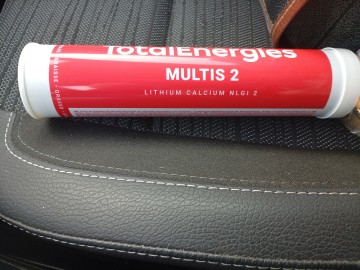 TotalEnergies
MULTIS 2
LITHIUM CALCIUM NLGI 2